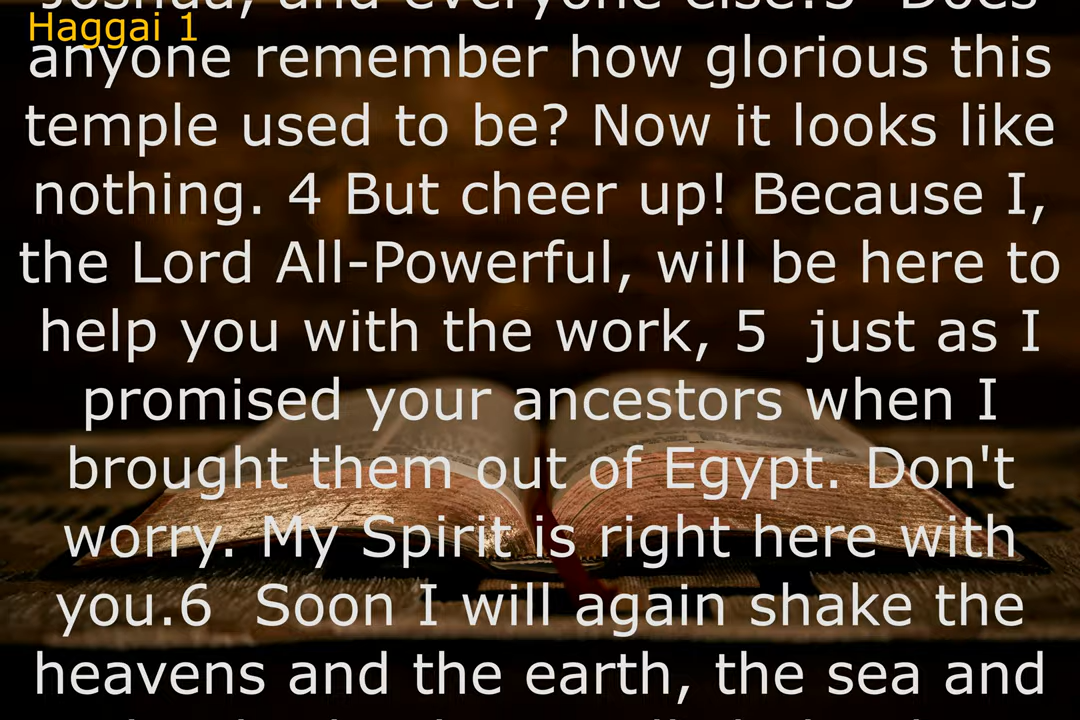 Joshua, and everyone else?3 Does
Haggai 1
anyone remember how glorious this
temple used to be? Now it looks like
nothing. 4 But cheer up! Because I,
the Lord All-Powerful, will be here to
help you with the work, 5 just as I
promised your ancestors when I
brought them out of Egypt. Don't
worry. My Spirit is right here with
you.6 Soon I will again shake the
heavens and the earth, the sea and